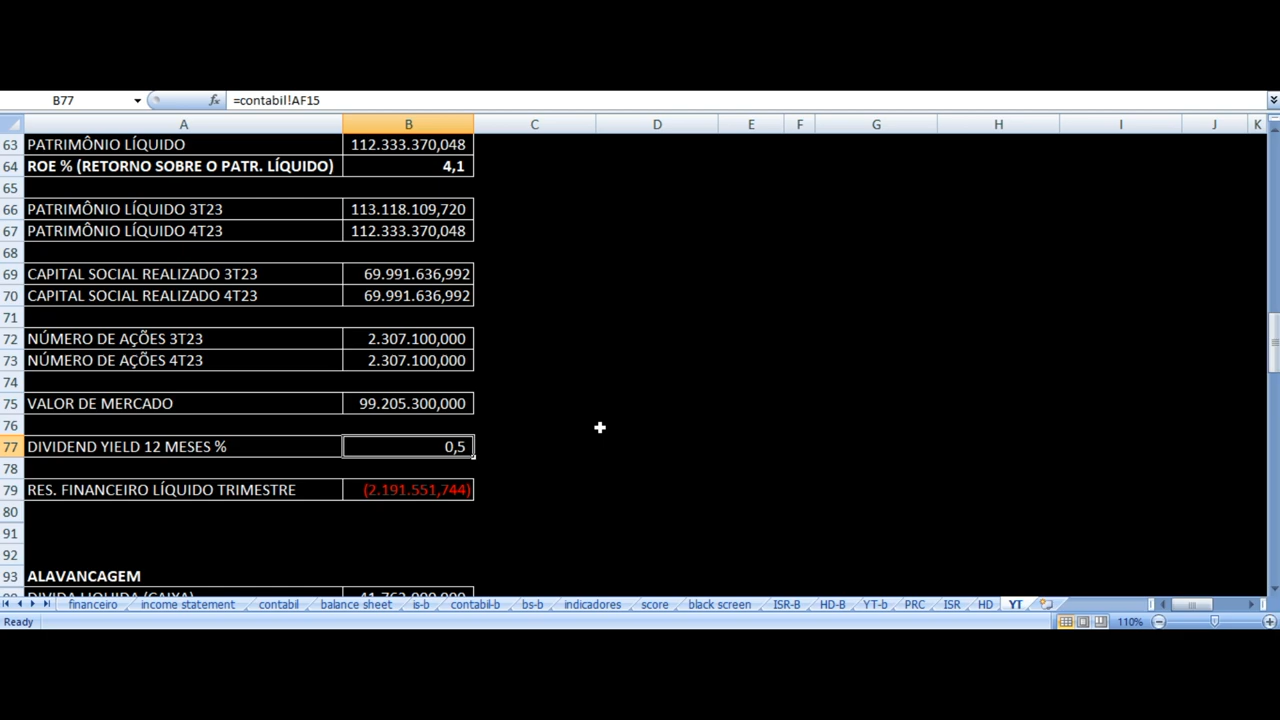 B77 fx =contabil!AF15
A B C D E F G H I J K
63 PATRIMÔNIO LÍQUIDO 112.333.370,048
64 ROE % (RETORNO SOBRE O PATR. LÍQUIDO) 4,1
65
66 PATRIMÔNIO LÍQUIDO 3T23 113.118.109,720
67 PATRIMÔNIO LÍQUIDO 4T23 112.333.370,048
68
69 CAPITAL SOCIAL REALIZADO 3T23 69.991.636,992
70 CAPITAL SOCIAL REALIZADO 4T23 69.991.636,992
71
72 NÚMERO DE AÇÕES 3T23 2.307.100,000
73 NÚMERO DE AÇÕES 4T23 2.307.100,000
74
75 VALOR DE MERCADO 99.205.300,000
76
77 DIVIDEND YIELD 12 MESES % 0,5
78
79 RES. FINANCEIRO LÍQUIDO TRIMESTRE (2.191.551,744)
80
91
92
93 ALAVANCAGEM
financeiro income statement contabil balance sheet is-b contabil-b bs-b indicadores score black screen ISR-B HD-B YT-b PRC ISR HD YT
Ready 110%